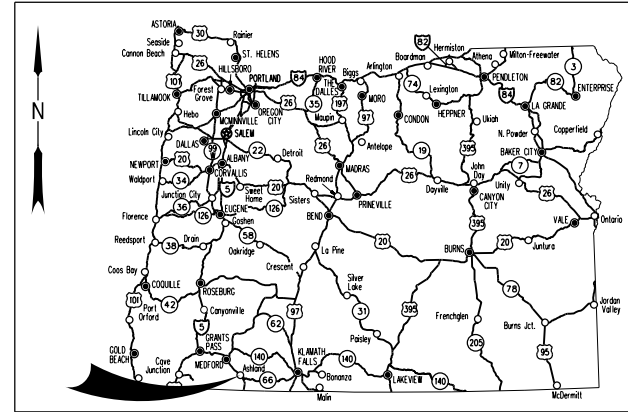 N
ASTORIA
30
Rainier
Seaside
Cannon Beach
26
ST. HELENS
HILLSBORO
101
Forest
Grove
PORTLAND
TILLAMOOK
OREGON
CITY
Hebo
MCMINNVILLE
SALEM
Lincoln City
DALLAS
99
22
Detroit
NEWPORT
20
ALBANY
Waldport
34
CORVALLIS
Junction City
5
Sweet
Home
20
Sisters
36
126
126
Florence
EUGENE
Goshen
58
Reedsport
38
Drain
Oakridge
Coos Bay
COQUILLE
ROSEBURG
101
42
Port
Orford
Canyonville
5
62
GOLD
BEACH
GRANTS
PASS
Cave
Junction
MEDFORD
140
Ashland
66
84
HOOD
RIVER
THE
DALLES
Biggs
Arlington
26
35
197
MORO
Maupin
97
Antelope
26
MADRAS
Redmond
PRINEVILLE
BEND
La Pine
Crescent
Silver
Lake
97
31
KLAMATH
FALLS
140
Bonanza
Malin
Paisley
LAKEVIEW
140
20
395
82
Boardman
Hermiston
Athena
Milton-Freewater
3
PENDLETON
74
Lexington
82
ENTERPRISE
84
LA GRANDE
CONDON
HEPPNER
Ukiah
N. Powder
Copperfield
395
BAKER CITY
19
John
Day
7
Unity
Dayville
26
26
CANYON
CITY
Ontario
VALE
395
BURNS
20
Juntura
78
Jordan
Valley
Frenchglen
Burns Jct.
205
95
McDermitt